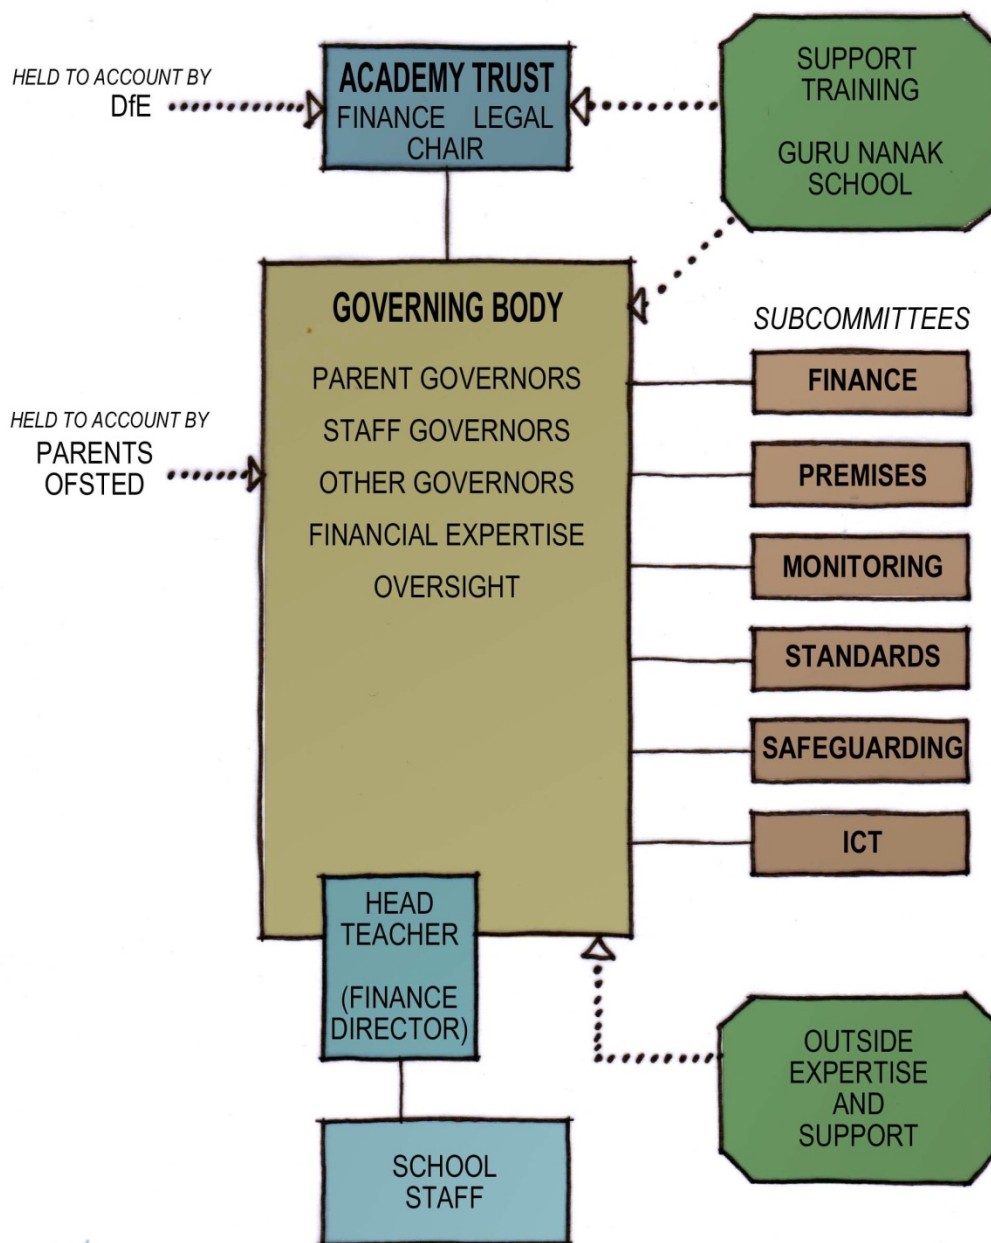 HELD TO ACCOUNT BY
DfE
ACADEMY TRUST
FINANCE LEGAL
CHAIR
SUPPORT
TRAINING
GURU NANAK
SCHOOL
GOVERNING BODY
PARENT GOVERNORS
STAFF GOVERNORS
OTHER GOVERNORS
FINANCIAL EXPERTISE
OVERSIGHT
HELD TO ACCOUNT BY
PARENTS
OFSTED
SUBCOMMITTEES
FINANCE
PREMISES
MONITORING
STANDARDS
SAFEGUARDING
ICT
HEAD
TEACHER
(FINANCE
DIRECTOR)
OUTSIDE
EXPERTISE
AND
SUPPORT
SCHOOL
STAFF